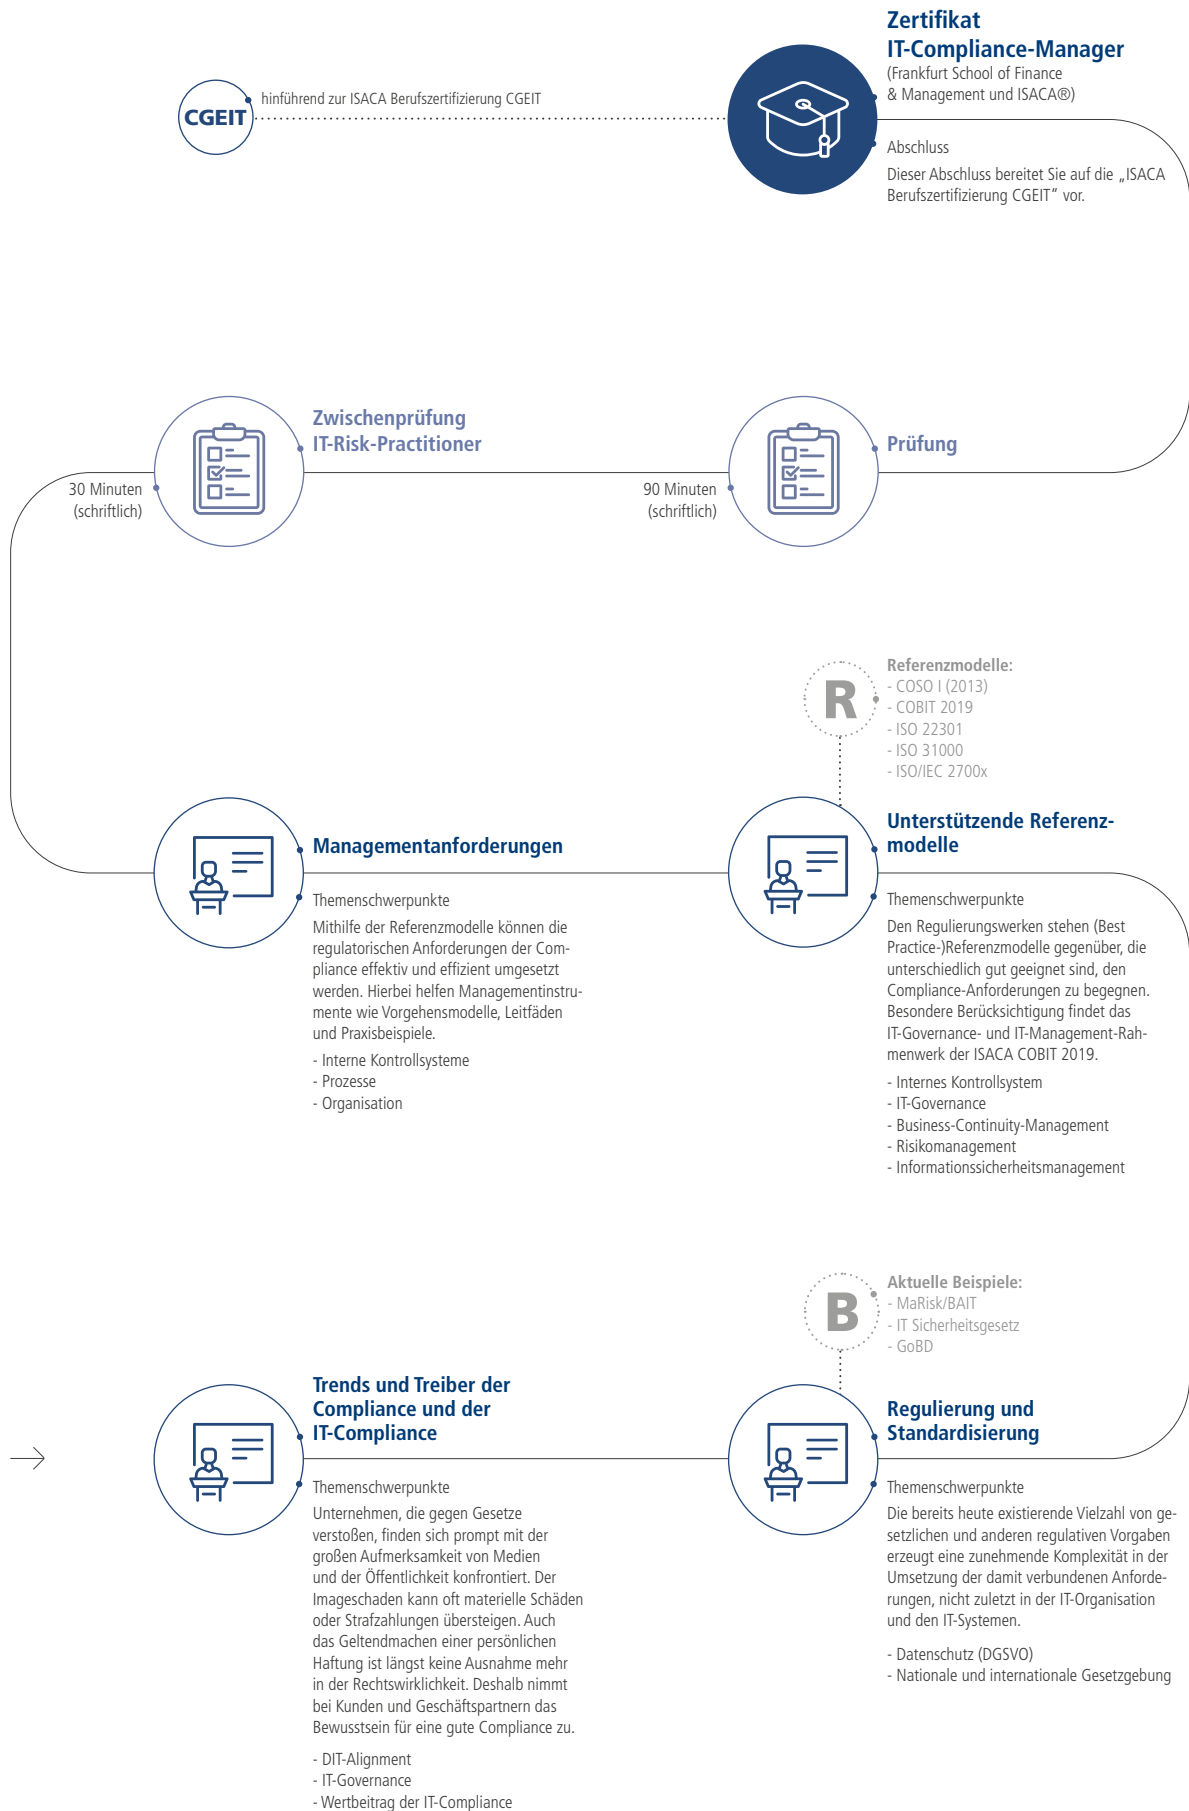 Zertifikat
IT-Compliance-Manager
(Frankfurt School of Finance
& Management und ISACA®)
CGEIT
hinführend zur ISACA Berufszertifizierung CGEIT
Abschluss
Dieser Abschluss bereitet Sie auf die „ISACA
Berufszertifizierung CGEIT“ vor.
Zwischenprüfung
IT-Risk-Practitioner
30 Minuten
(schriftlich)
Prüfung
90 Minuten
(schriftlich)
R
Referenzmodelle:
- COSO I (2013)
- COBIT 2019
- ISO 22301
- ISO 31000
- ISO/IEC 2700x
Managementanforderungen
Themenschwerpunkte
Mithilfe der Referenzmodelle können die
regulatorischen Anforderungen der Com-
pliance effektiv und effizient umgesetzt
werden. Hierbei helfen Managementinstru-
mente wie Vorgehensmodelle, Leitfäden
und Praxisbeispiele.
- Interne Kontrollsysteme
- Prozesse
- Organisation
Unterstützende Referenz-
modelle
Themenschwerpunkte
Den Regulierungswerken stehen (Best
Practice-)Referenzmodelle gegenüber, die
unterschiedlich gut geeignet sind, den
Compliance-Anforderungen zu begegnen.
Besondere Berücksichtigung findet das
IT-Governance- und IT-Management-Rah-
menwerk der ISACA COBIT 2019.
- Internes Kontrollsystem
- IT-Governance
- Business-Continuity-Management
- Risikomanagement
- Informationssicherheitsmanagement
B
Aktuelle Beispiele:
- MaRisk/BAIT
- IT Sicherheitsgesetz
- GoBD
Trends und Treiber der
Compliance und der
IT-Compliance
Themenschwerpunkte
Unternehmen, die gegen Gesetze
verstoßen, finden sich prompt mit der
großen Aufmerksamkeit von Medien
und der Öffentlichkeit konfrontiert. Der
Imageschaden kann oft materielle Schäden
oder Strafzahlungen übersteigen. Auch
das Geltendmachen einer persönlichen
Haftung ist längst keine Ausnahme mehr
in der Rechtswirklichkeit. Deshalb nimmt
bei Kunden und Geschäftspartnern das
Bewusstsein für eine gute Compliance zu.
- DIT-Alignment
- IT-Governance
- Wertbeitrag der IT-Compliance
Regulierung und
Standardisierung
Themenschwerpunkte
Die bereits heute existierende Vielzahl von ge-
setzlichen und anderen regulativen Vorgaben
erzeugt eine zunehmende Komplexität in der
Umsetzung der damit verbundenen Anforde-
rungen, nicht zuletzt in der IT-Organisation
und den IT-Systemen.
- Datenschutz (DGSVO)
- Nationale und internationale Gesetzgebung